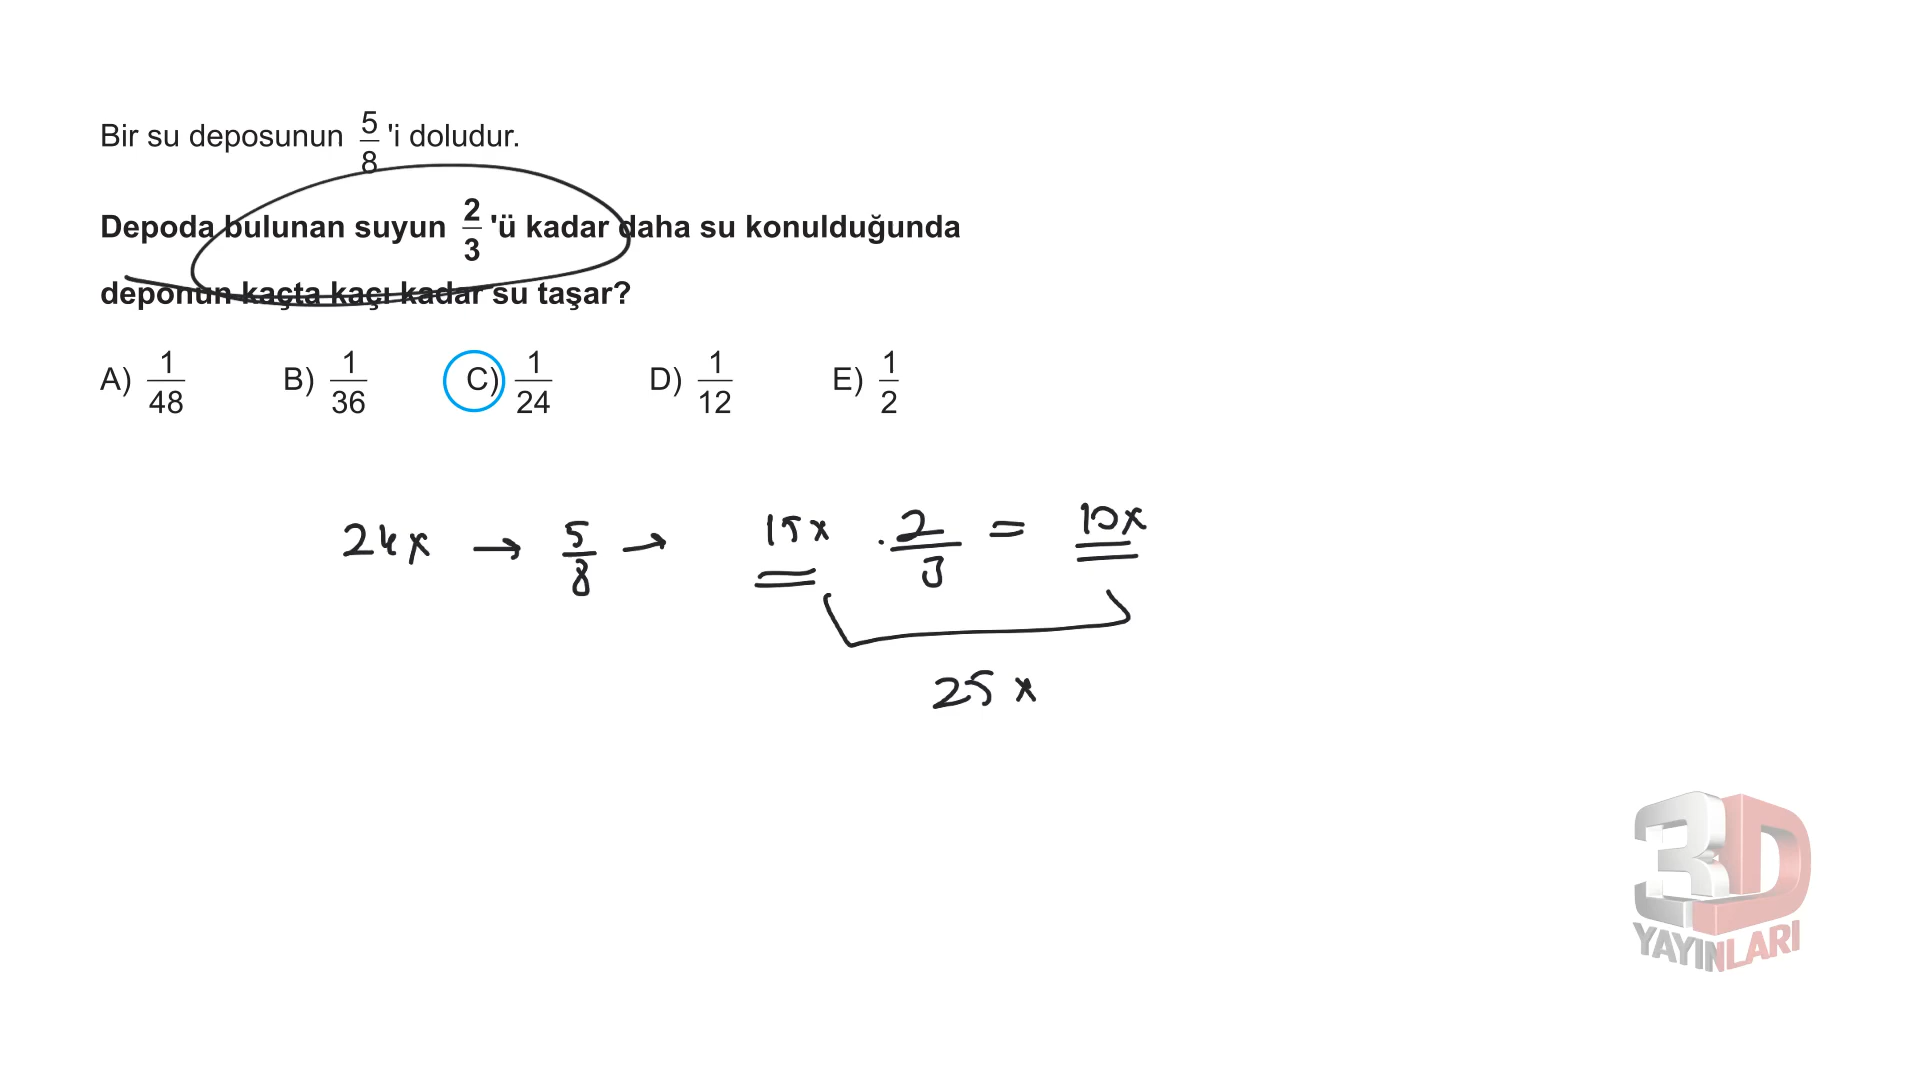 Bir su deposunun 5/8 'i doludur.
Depoda bulunan suyun 2/3 'ü kadar daha su konulduğunda
deponun kaçta kaçı kadar su taşar?
A) 1/48 B) 1/36 C) 1/24 D) 1/12 E) 1/2
24x → 5/8 → 15x · 2/3 = 10x
25x
3D
YAYINLARI